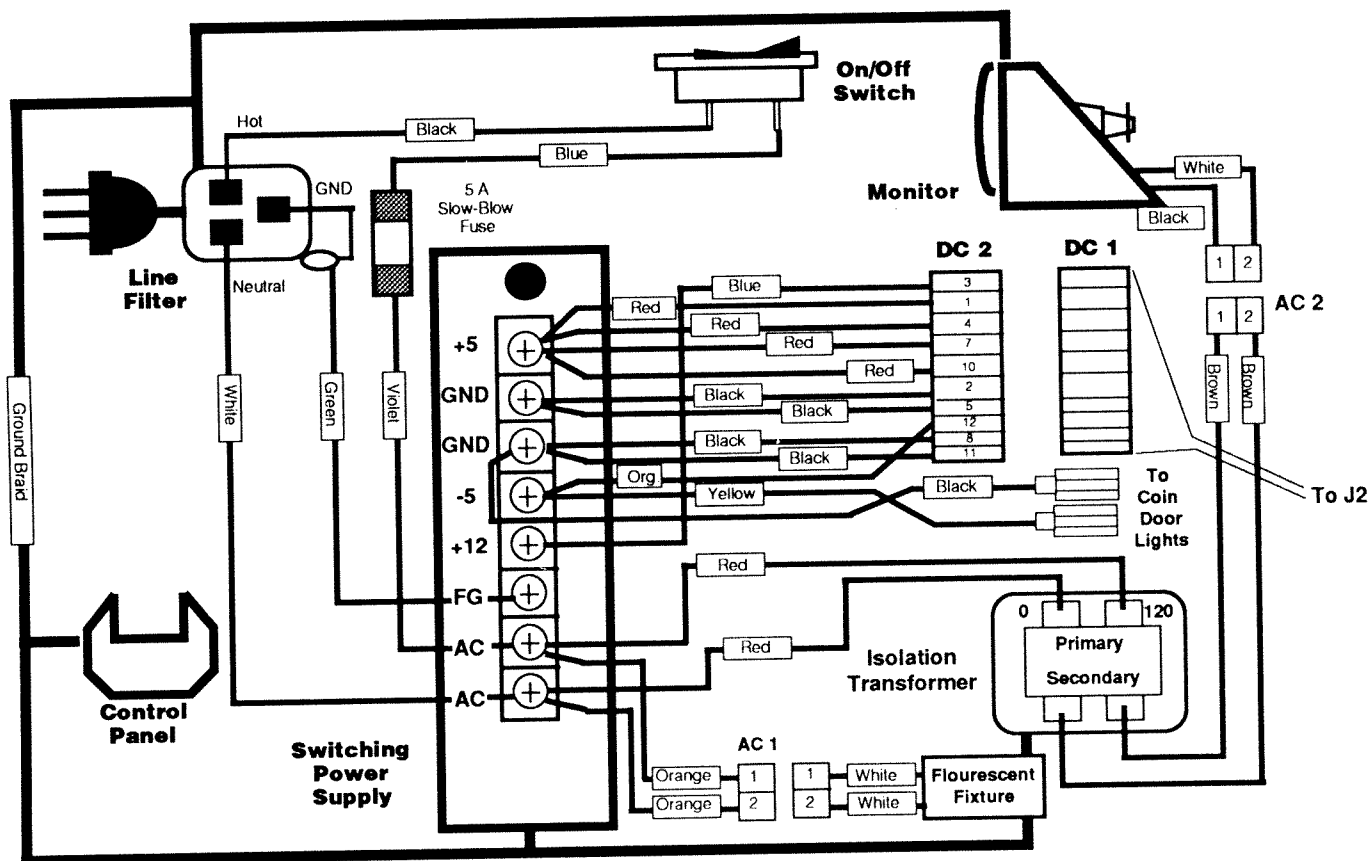 On/Off
Switch
Hot
Black
Blue
GND
5 A
Slow-Blow
Fuse
Line
Filter
Neutral
Monitor
White
Black
DC 2
DC 1
1 2
AC 2
1 2
Blue
Red
Red
Red
Red
Black
Black
Black
Black
Org
Yellow
Black
3
1
4
7
10
2
5
12
8
11
+5
GND
GND
-5
+12
FG
AC
AC
Ground Braid
White
Green
Violet
Brown
Brown
To
Coin
Door
Lights
To J2
Red
Red
0
120
Primary
Secondary
Isolation
Transformer
Control
Panel
Switching
Power
Supply
AC 1
Orange
1
1
White
Orange
2
2
White
Flourescent
Fixture